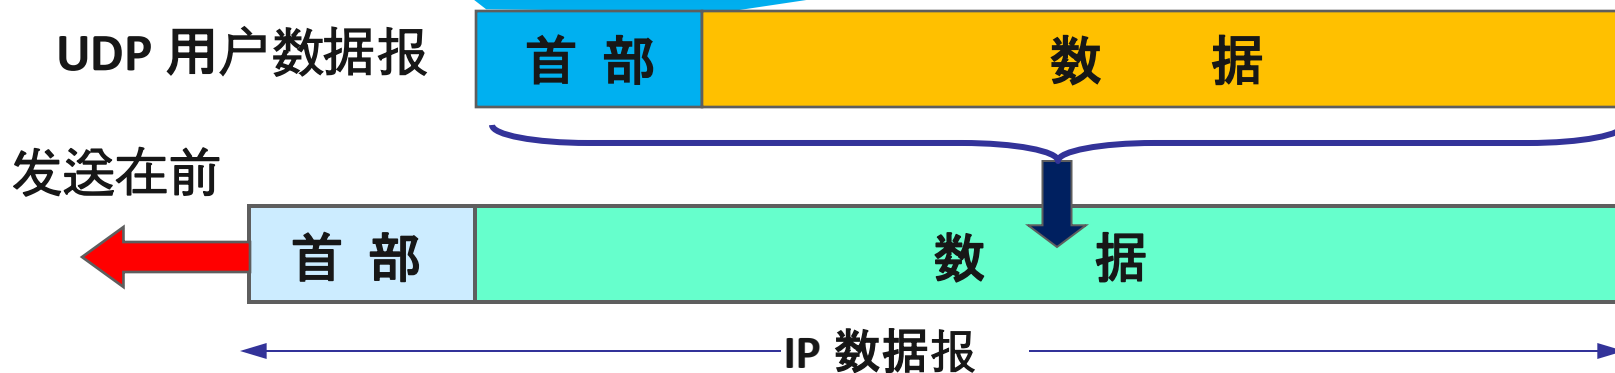 UDP 用户数据报
首 部
数 据
发送在前
首 部
数 据
IP 数据报